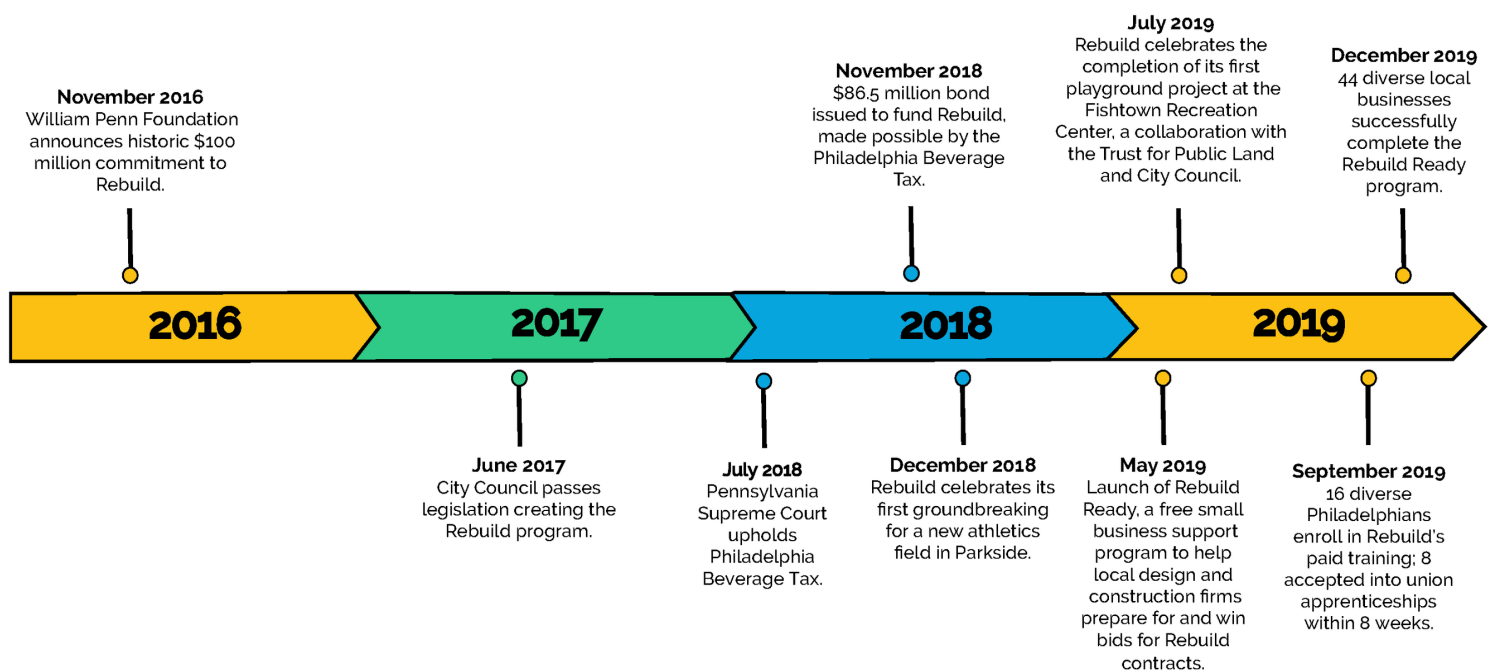 November 2016
William Penn Foundation
announces historic $100
million commitment to
Rebuild.
November 2018
$86.5 million bond
issued to fund Rebuild,
made possible by the
Philadelphia Beverage
Tax.
July 2019
Rebuild celebrates the
completion of its first
playground project at the
Fishtown Recreation
Center, a collaboration with
the Trust for Public Land
and City Council.
December 2019
44 diverse local
businesses
successfully
complete the
Rebuild Ready
program.
2016
2017
2018
2019
June 2017
City Council passes
legislation creating the
Rebuild program.
July 2018
Pennsylvania
Supreme Court
upholds
Philadelphia
Beverage Tax.
December 2018
Rebuild celebrates its
first groundbreaking
for a new athletics
field in Parkside.
May 2019
Launch of Rebuild
Ready, a free small
business support
program to help
local design and
construction firms
prepare for and win
bids for Rebuild
contracts.
September 2019
16 diverse
Philadelphians
enroll in Rebuild's
paid training; 8
accepted into union
apprenticeships
within 8 weeks.